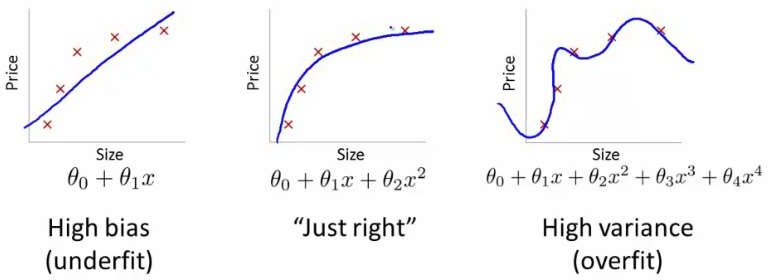 Price
Size
θ₀ + θ₁x
High bias
(underfit)
Price
Size
θ₀ + θ₁x + θ₂x²
“Just right”
Price
Size
θ₀ + θ₁x + θ₂x² + θ₃x³ + θ₄x⁴
High variance
(overfit)